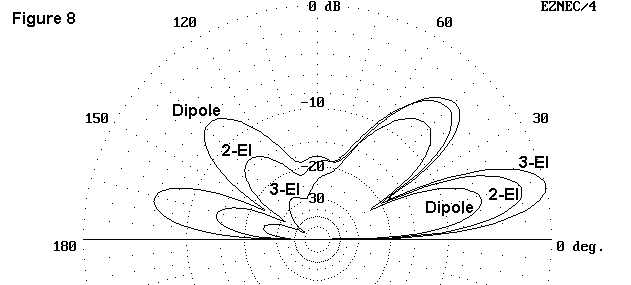 Figure 8
0 dB
EZNEC/4
120
60
Dipole
-10
150
30
2-El
3-El
-20
3-El
-30
2-El
Dipole
180
0 deg.